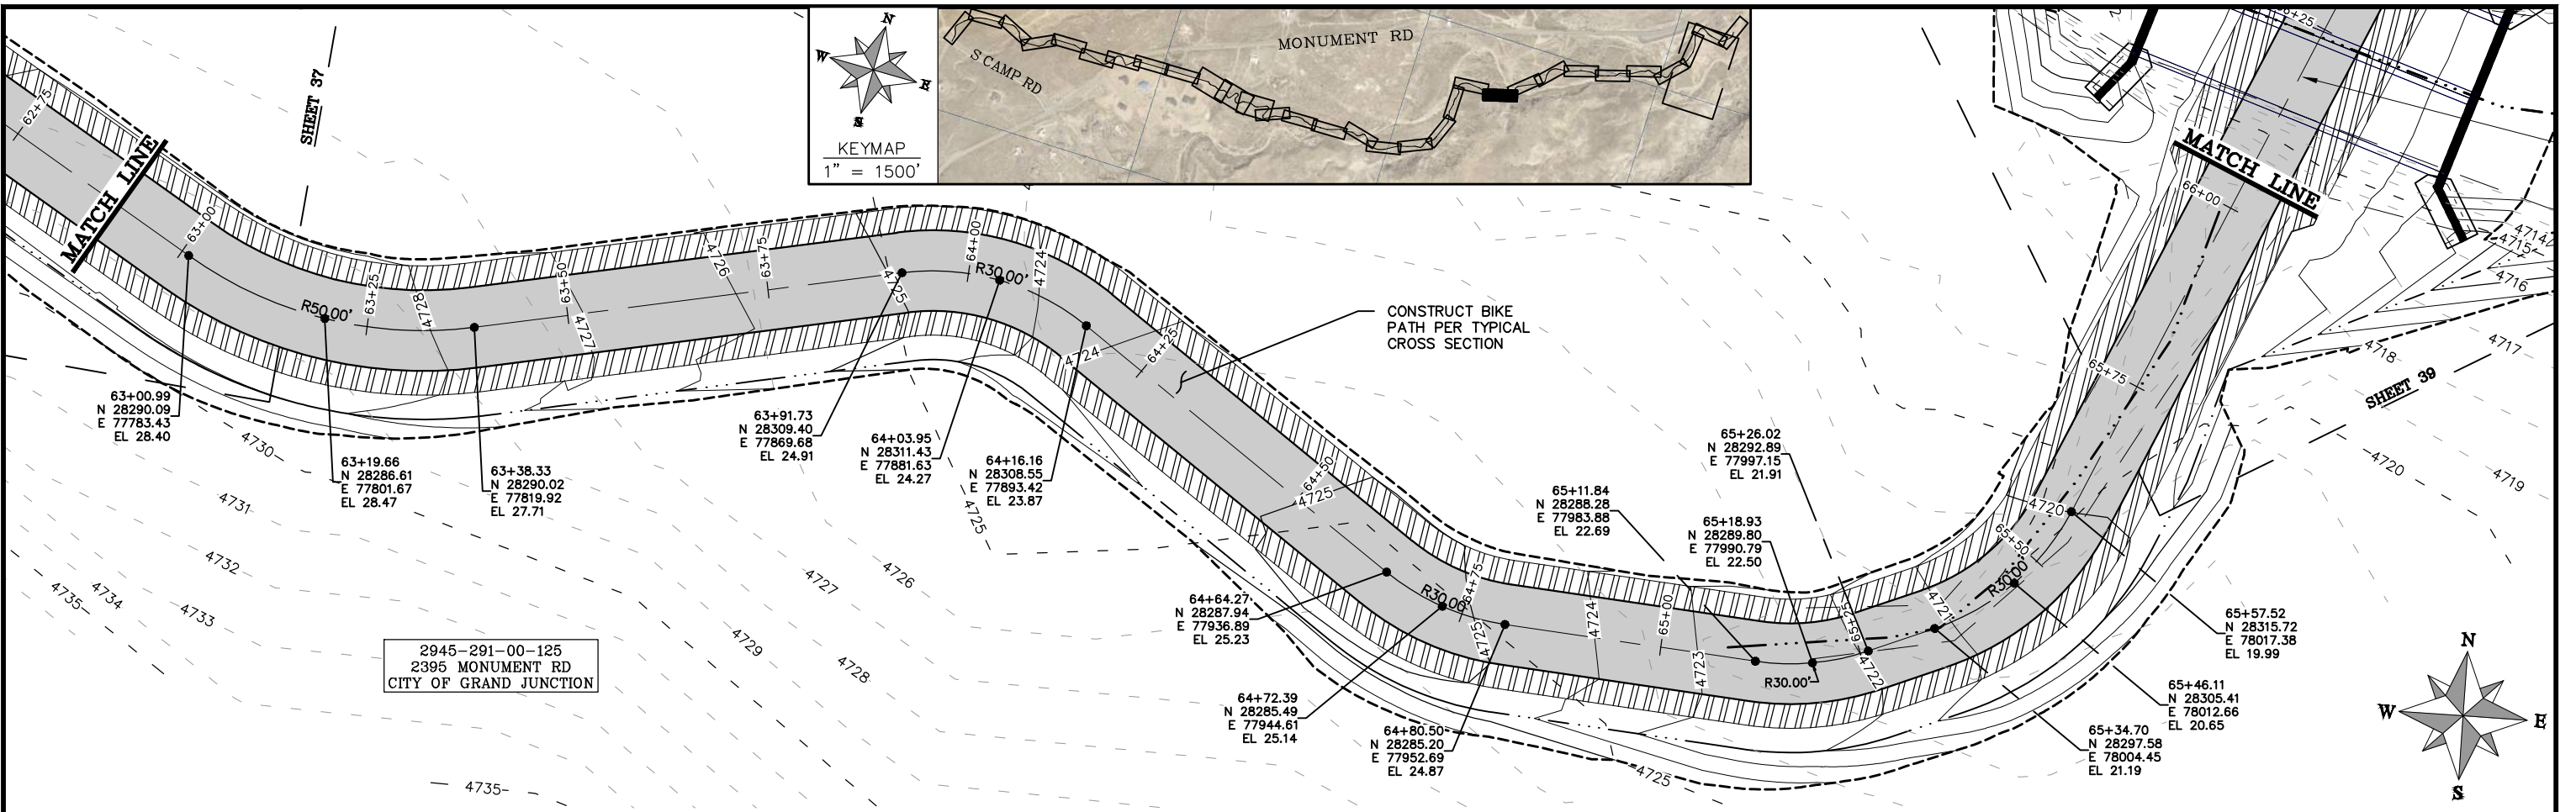 N
W
E
S
KEYMAP
1" = 1500'
MONUMENT RD
S CAMP RD
62+75
MATCH LINE
SHEET 37
63+00
R50.00'
63+25
4728
63+50
4727
4726
63+75
4725
64+00
R30.00'
4724
4724
64+25
CONSTRUCT BIKE
PATH PER TYPICAL
CROSS SECTION
66+25
MATCH LINE
66+00
4714
4715
4716
4717
4718
SHEET 39
65+75
4720
4719
63+00.99
N 28290.09
E 77783.43
EL 28.40
63+19.66
N 28286.61
E 77801.67
EL 28.47
63+38.33
N 28290.02
E 77819.92
EL 27.71
63+91.73
N 28309.40
E 77869.68
EL 24.91
64+03.95
N 28311.43
E 77881.63
EL 24.27
64+16.16
N 28308.55
E 77893.42
EL 23.87
64+50
4725
65+26.02
N 28292.89
E 77997.15
EL 21.91
65+11.84
N 28288.28
E 77983.88
EL 22.69
65+18.93
N 28289.80
E 77990.79
EL 22.50
4730
4731
4732
4733
4734
4735
4725
4726
4727
4728
4729
64+64.27
N 28287.94
E 77936.89
EL 25.23
R30.00'
64+75
4725
4724
65+00
4723
R30.00'
65+25
4722
4721
R30.00'
65+50
4720
64+72.39
N 28285.49
E 77944.61
EL 25.14
64+80.50
N 28285.20
E 77952.69
EL 24.87
65+57.52
N 28315.72
E 78017.38
EL 19.99
65+46.11
N 28305.41
E 78012.66
EL 20.65
65+34.70
N 28297.58
E 78004.45
EL 21.19
2945-291-00-125
2395 MONUMENT RD
CITY OF GRAND JUNCTION
4735
4725
N
W
E
S